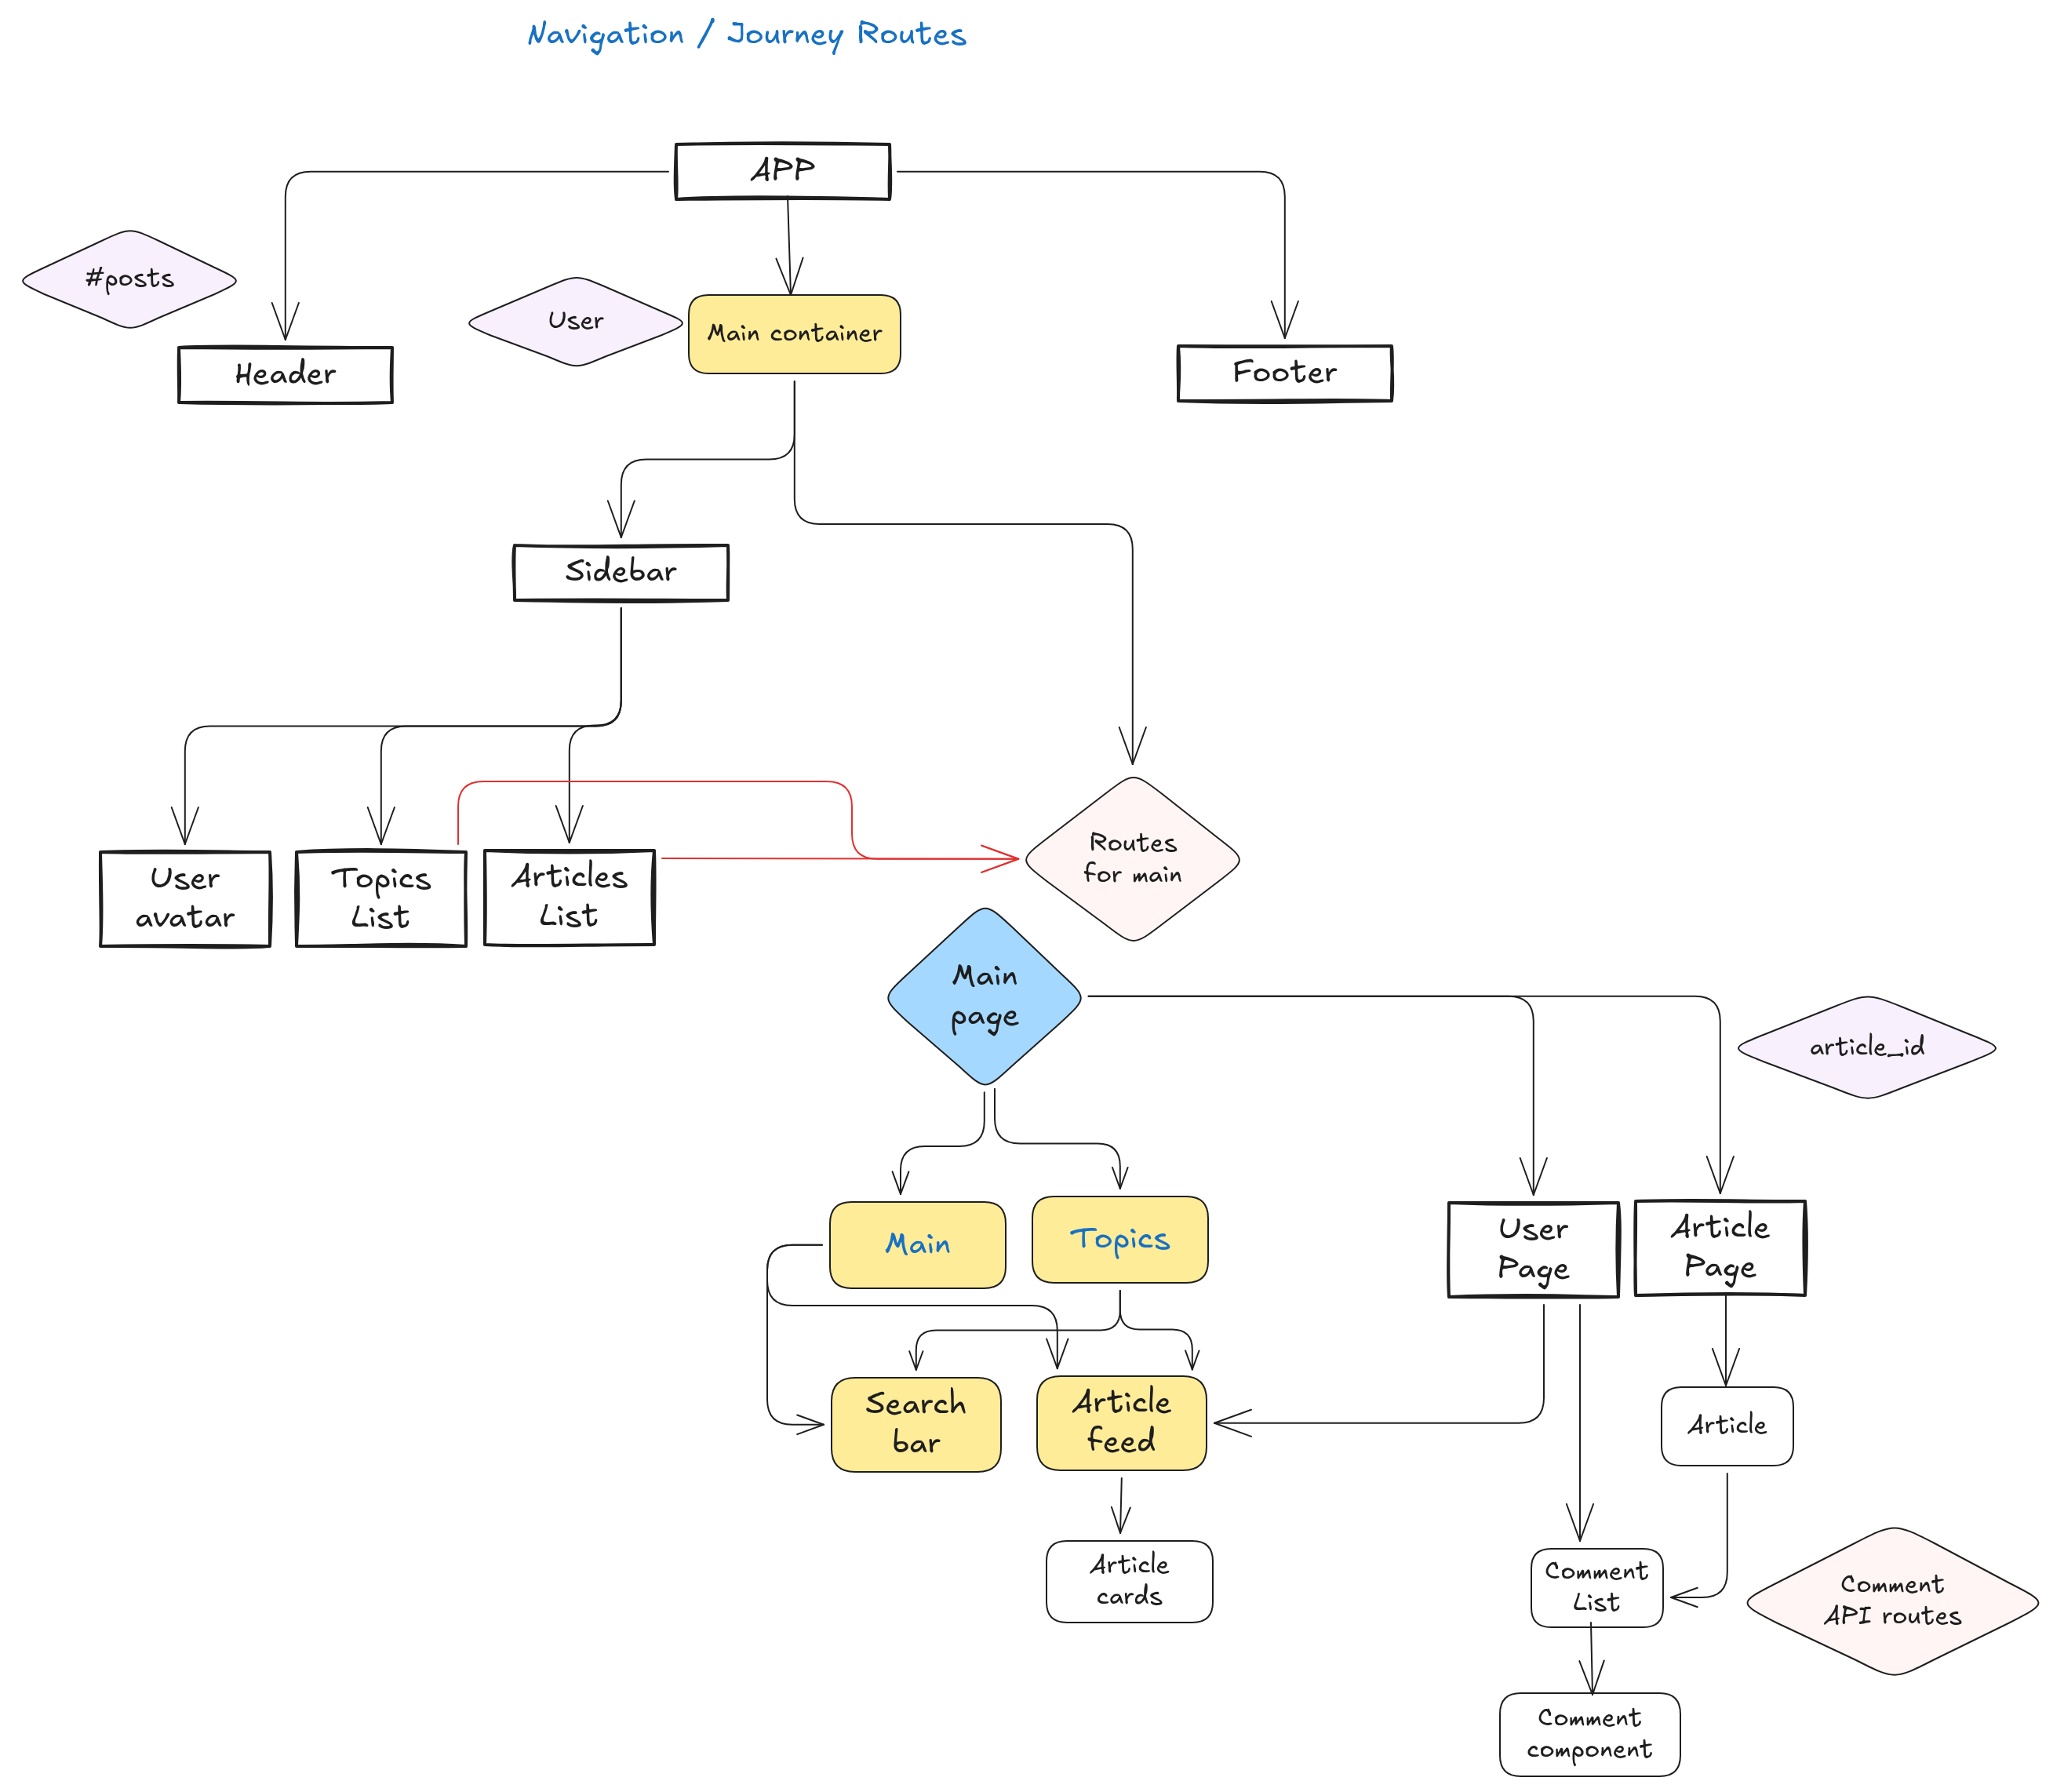 Navigation / Journey Routes
APP
#posts
User
Main container
Header
Footer
Sidebar
User
avatar
Topics
List
Articles
List
Routes
for main
Main
page
article_id
Main
Topics
User
Page
Article
Page
Search
bar
Article
feed
Article
Article
cards
Comment
List
Comment
API routes
Comment
component